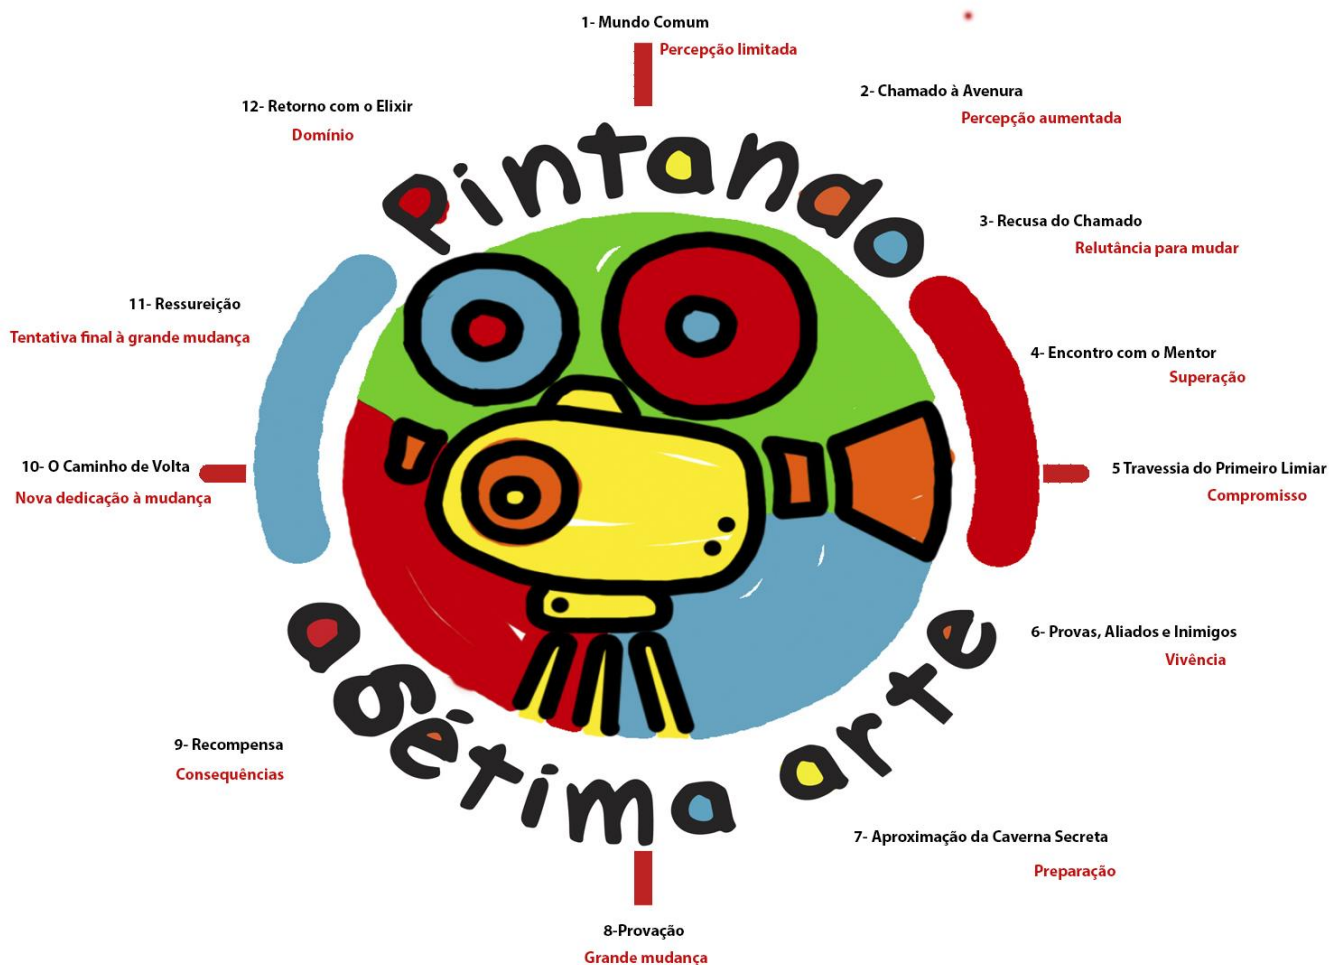 1- Mundo Comum
Percepção limitada
2- Chamado à Avenura
Percepção aumentada
3- Recusa do Chamado
Relutância para mudar
4- Encontro com o Mentor
Superação
5 Travessia do Primeiro Limiar
Compromisso
6- Provas, Aliados e Inimigos
Vivência
7- Aproximação da Caverna Secreta
Preparação
8-Provação
Grande mudança
9- Recompensa
Consequências
10- O Caminho de Volta
Nova dedicação à mudança
11- Ressureição
Tentativa final à grande mudança
12- Retorno com o Elixir
Domínio
Pintando
a 6étima arte